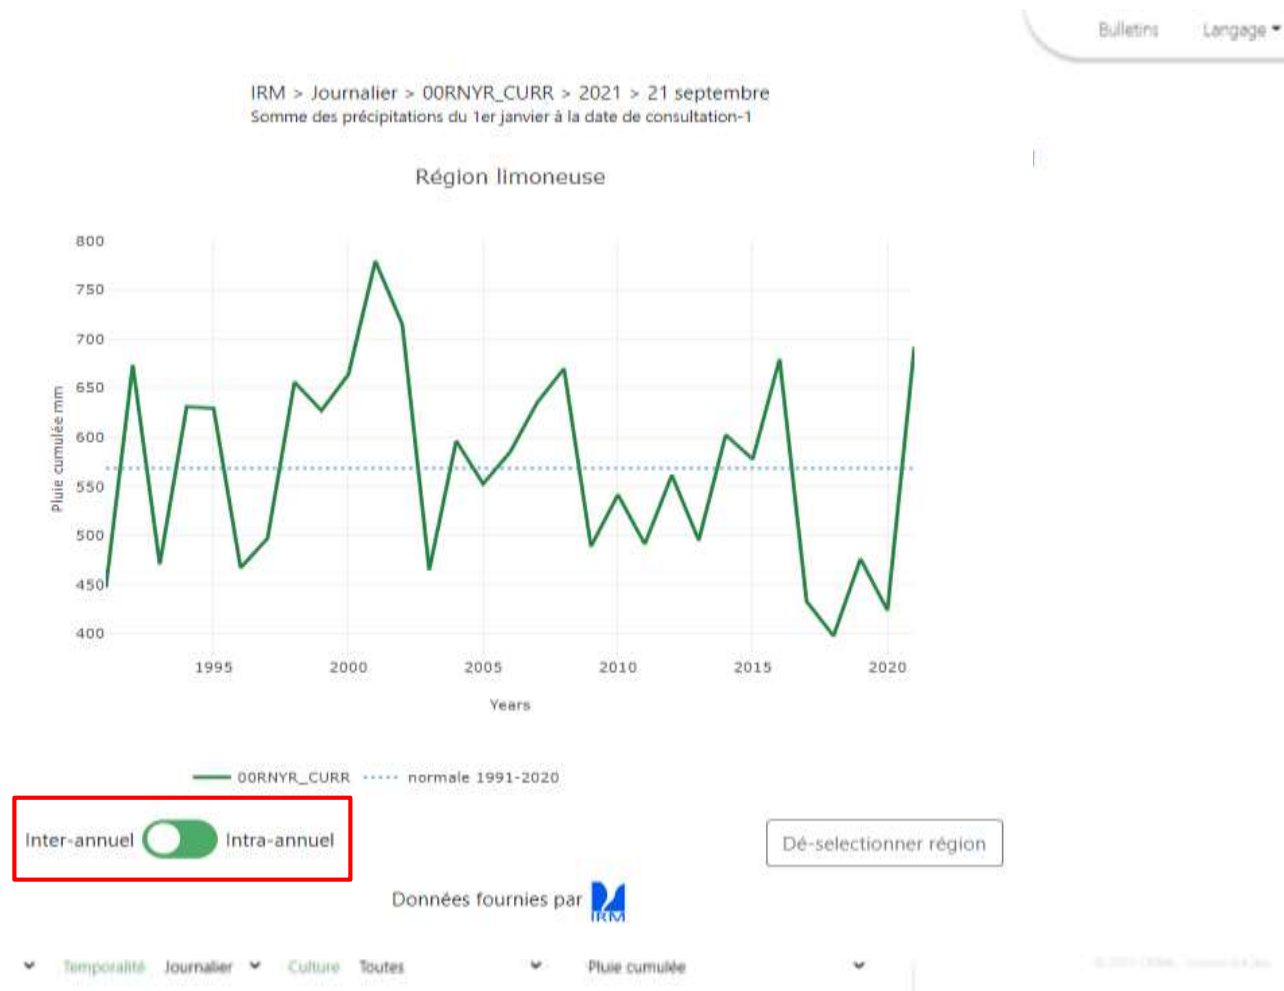 Bulletins Langage
IRM > Journalier > 00RNYR_CURR > 2021 > 21 septembre
Somme des précipitations du 1er janvier à la date de consultation-1
Région limoneuse
800
750
700
650
600
550
500
450
400
Pluie cumulée mm
1995 2000 2005 2010 2015 2020
Years
00RNYR_CURR normale 1991-2020
Inter-annuel Intra-annuel
Dé-selectionner région
Données fournies par IRM
Temporalité Journalier Culture Toutes Pluie cumulée